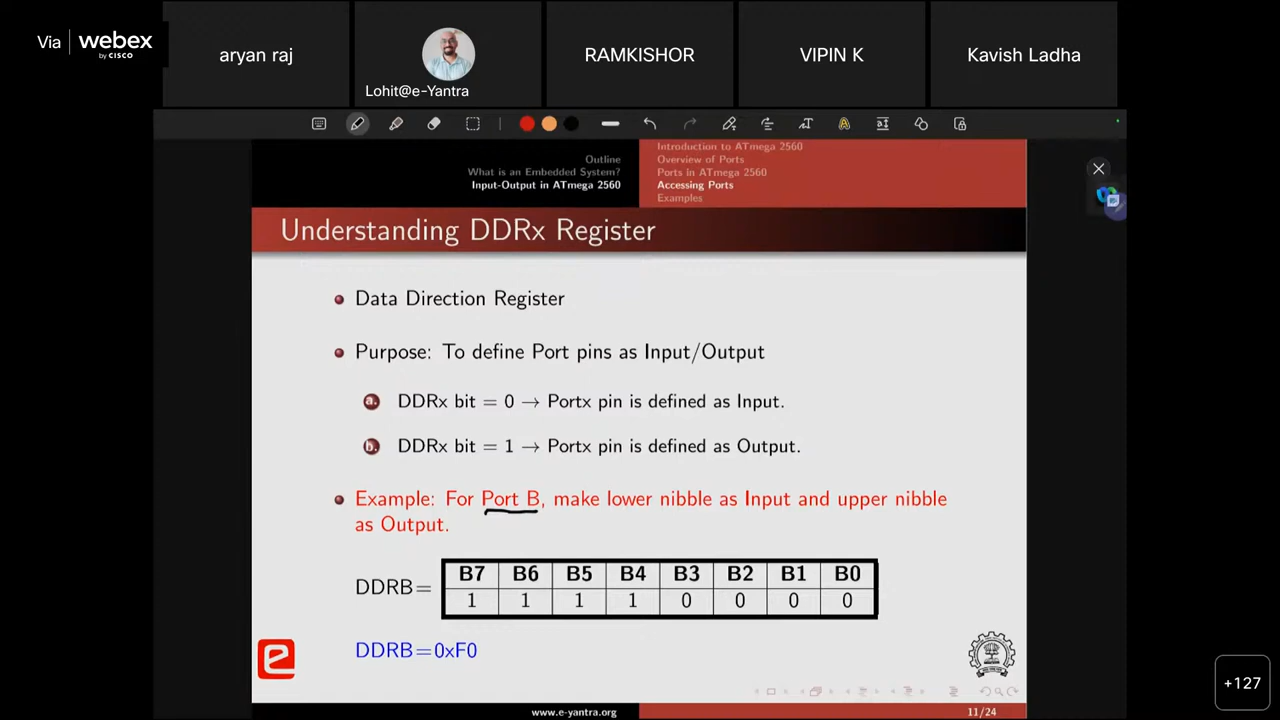 Via webex
by CISCO
aryan raj
Lohit@e-Yantra
RAMKISHOR
VIPIN K
Kavish Ladha
Outline
What is an Embedded System?
Input-Output in ATmega 2560
Introduction to ATmega 2560
Overview of Ports
Ports in ATmega 2560
Accessing Ports
Examples
Understanding DDRx Register
Data Direction Register
Purpose: To define Port pins as Input/Output
a. DDRx bit = 0 → Portx pin is defined as Input.
b. DDRx bit = 1 → Portx pin is defined as Output.
Example: For Port B, make lower nibble as Input and upper nibble
as Output.
DDRB=
B7 B6 B5 B4 B3 B2 B1 B0
1 1 1 1 0 0 0 0
DDRB=0xF0
www.e-yantra.org
11/24
+127